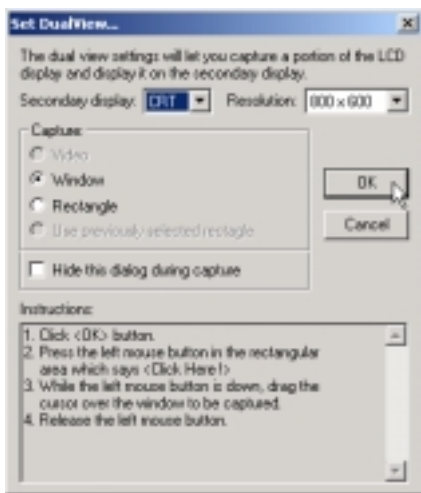 Set DualView...
The dual view settings will let you capture a portion of the LCD
display and display it on the secondary display.
Secondary display: CRT Resolution: 800 x 600
Capture
Video
Window
Rectangle
Use previously selected rectagle
Hide this dialog during capture
OK
Cancel
Instructions:
1. Click <OK> button.
2. Press the left mouse button in the rectangular
area which says <Click Here!>
3. While the left mouse button is down, drag the
cursor over the window to be captured.
4. Release the left mouse button.